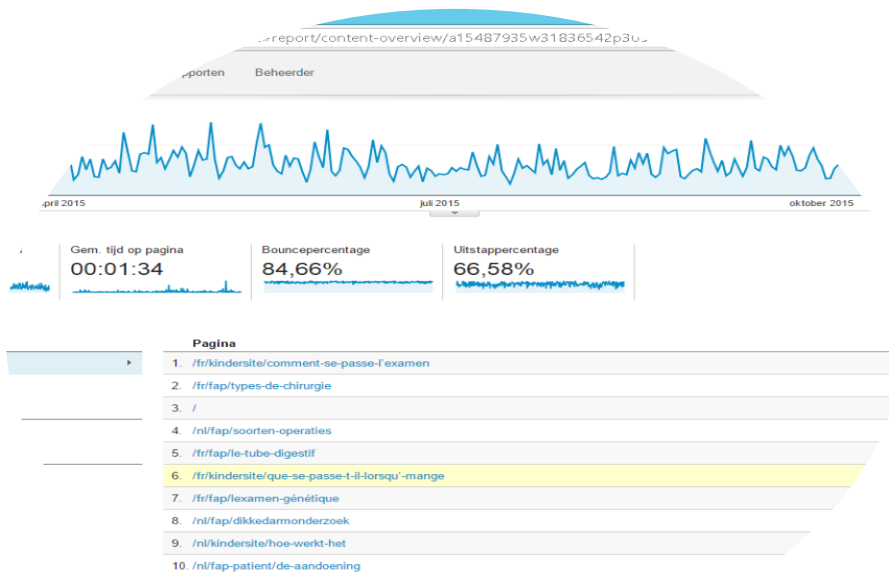 report/content-overview/a15487935w31836542p3
Beheerder
2015
juli 2015
oktober 2015
Gem. tijd op pagina
Bouncepercentage
Uitstappercentage
00:01:34
84,66%
66,58%
Pagina
1. /fr/kindersite/comment-se-passe-l'examen
2. /fr/fap/types-de-chirurgie
3. /
4. /nl/fap/soorten-operaties
5. /fr/fap/le-tube-digestif
6. /fr/kindersite/que-se-passe-t-il-lorsqu'-mange
7. /fr/fap/lexamen-génétique
8. /nl/fap/dikkedarmonderzoek
9. /nl/kindersite/hoe-werkt-het
10. /nl/fap-patient/de-aandoening